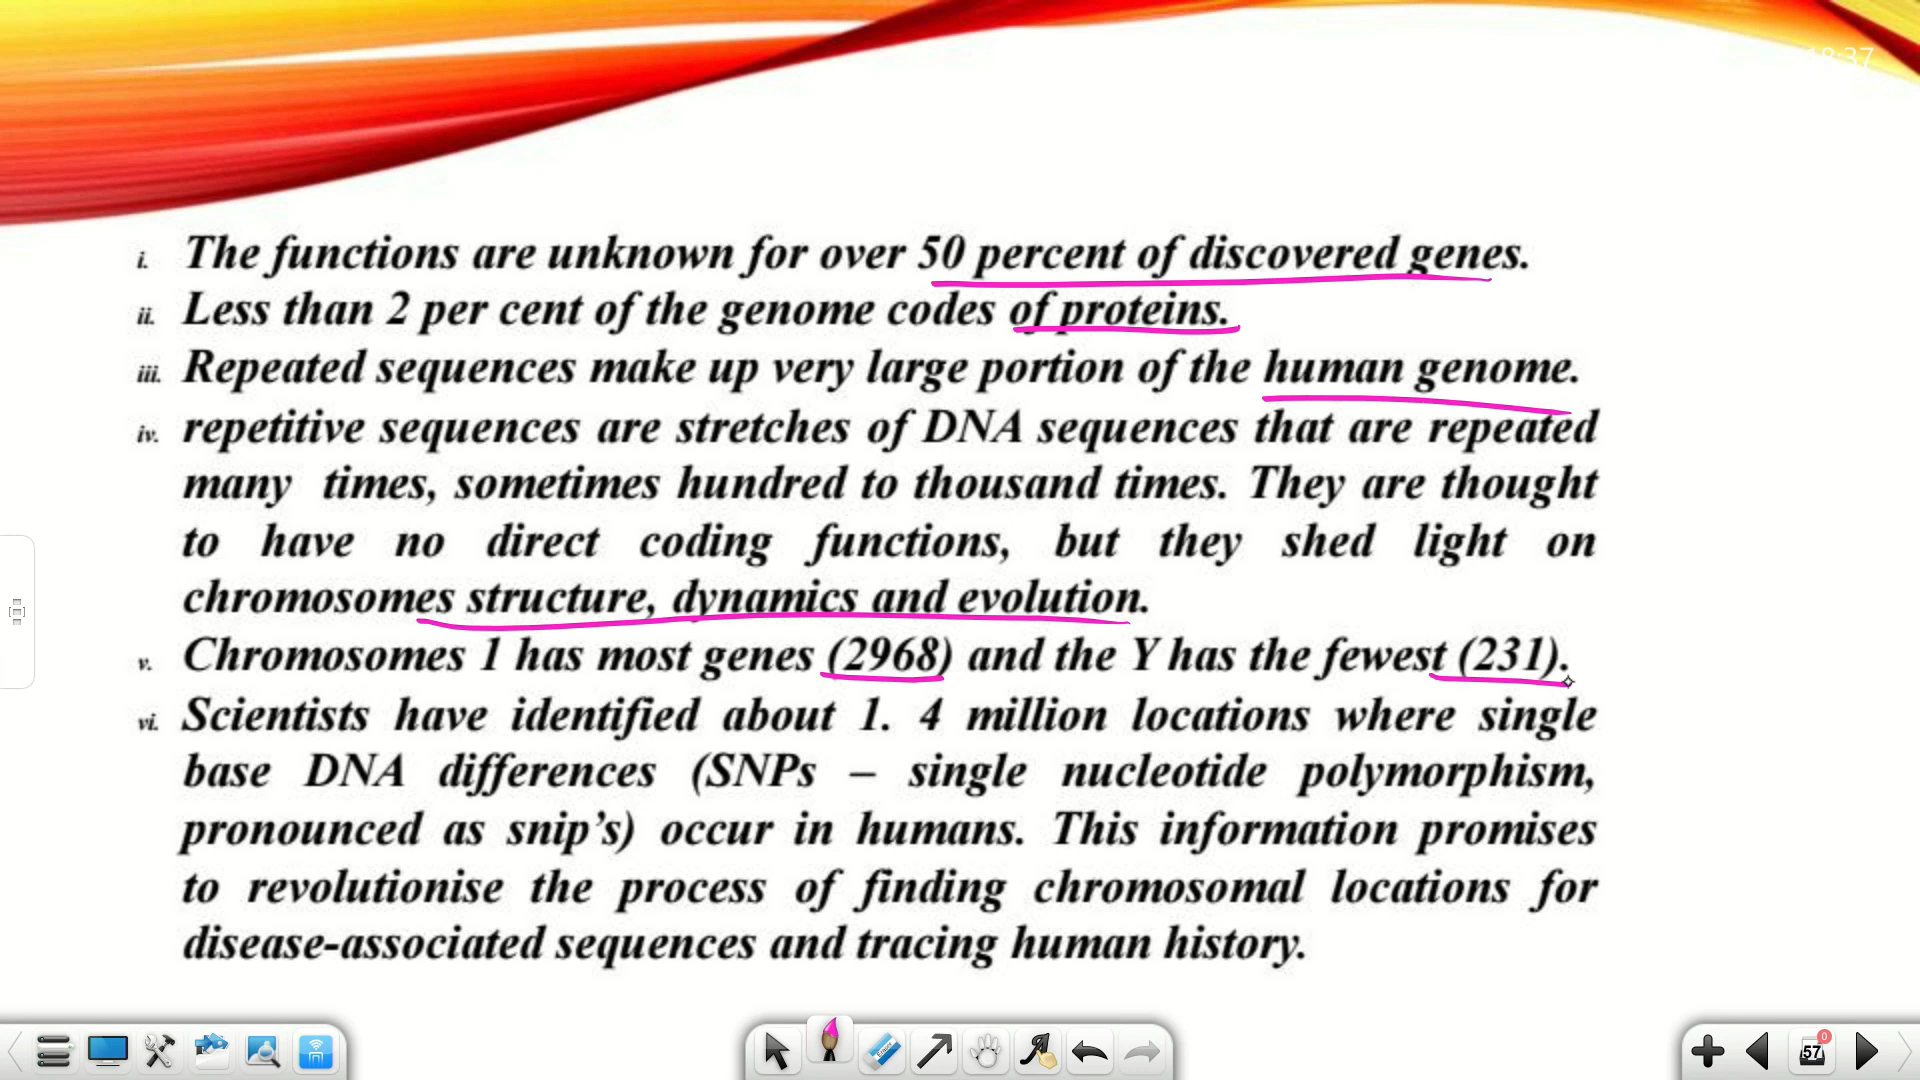 18:37
i. The functions are unknown for over 50 percent of discovered genes.
ii. Less than 2 per cent of the genome codes of proteins.
iii. Repeated sequences make up very large portion of the human genome.
iv. repetitive sequences are stretches of DNA sequences that are repeated
many times, sometimes hundred to thousand times. They are thought
to have no direct coding functions, but they shed light on
chromosomes structure, dynamics and evolution.
v. Chromosomes 1 has most genes (2968) and the Y has the fewest (231).
vi. Scientists have identified about 1. 4 million locations where single
base DNA differences (SNPs – single nucleotide polymorphism,
pronounced as snip's) occur in humans. This information promises
to revolutionise the process of finding chromosomal locations for
disease-associated sequences and tracing human history.
57
0